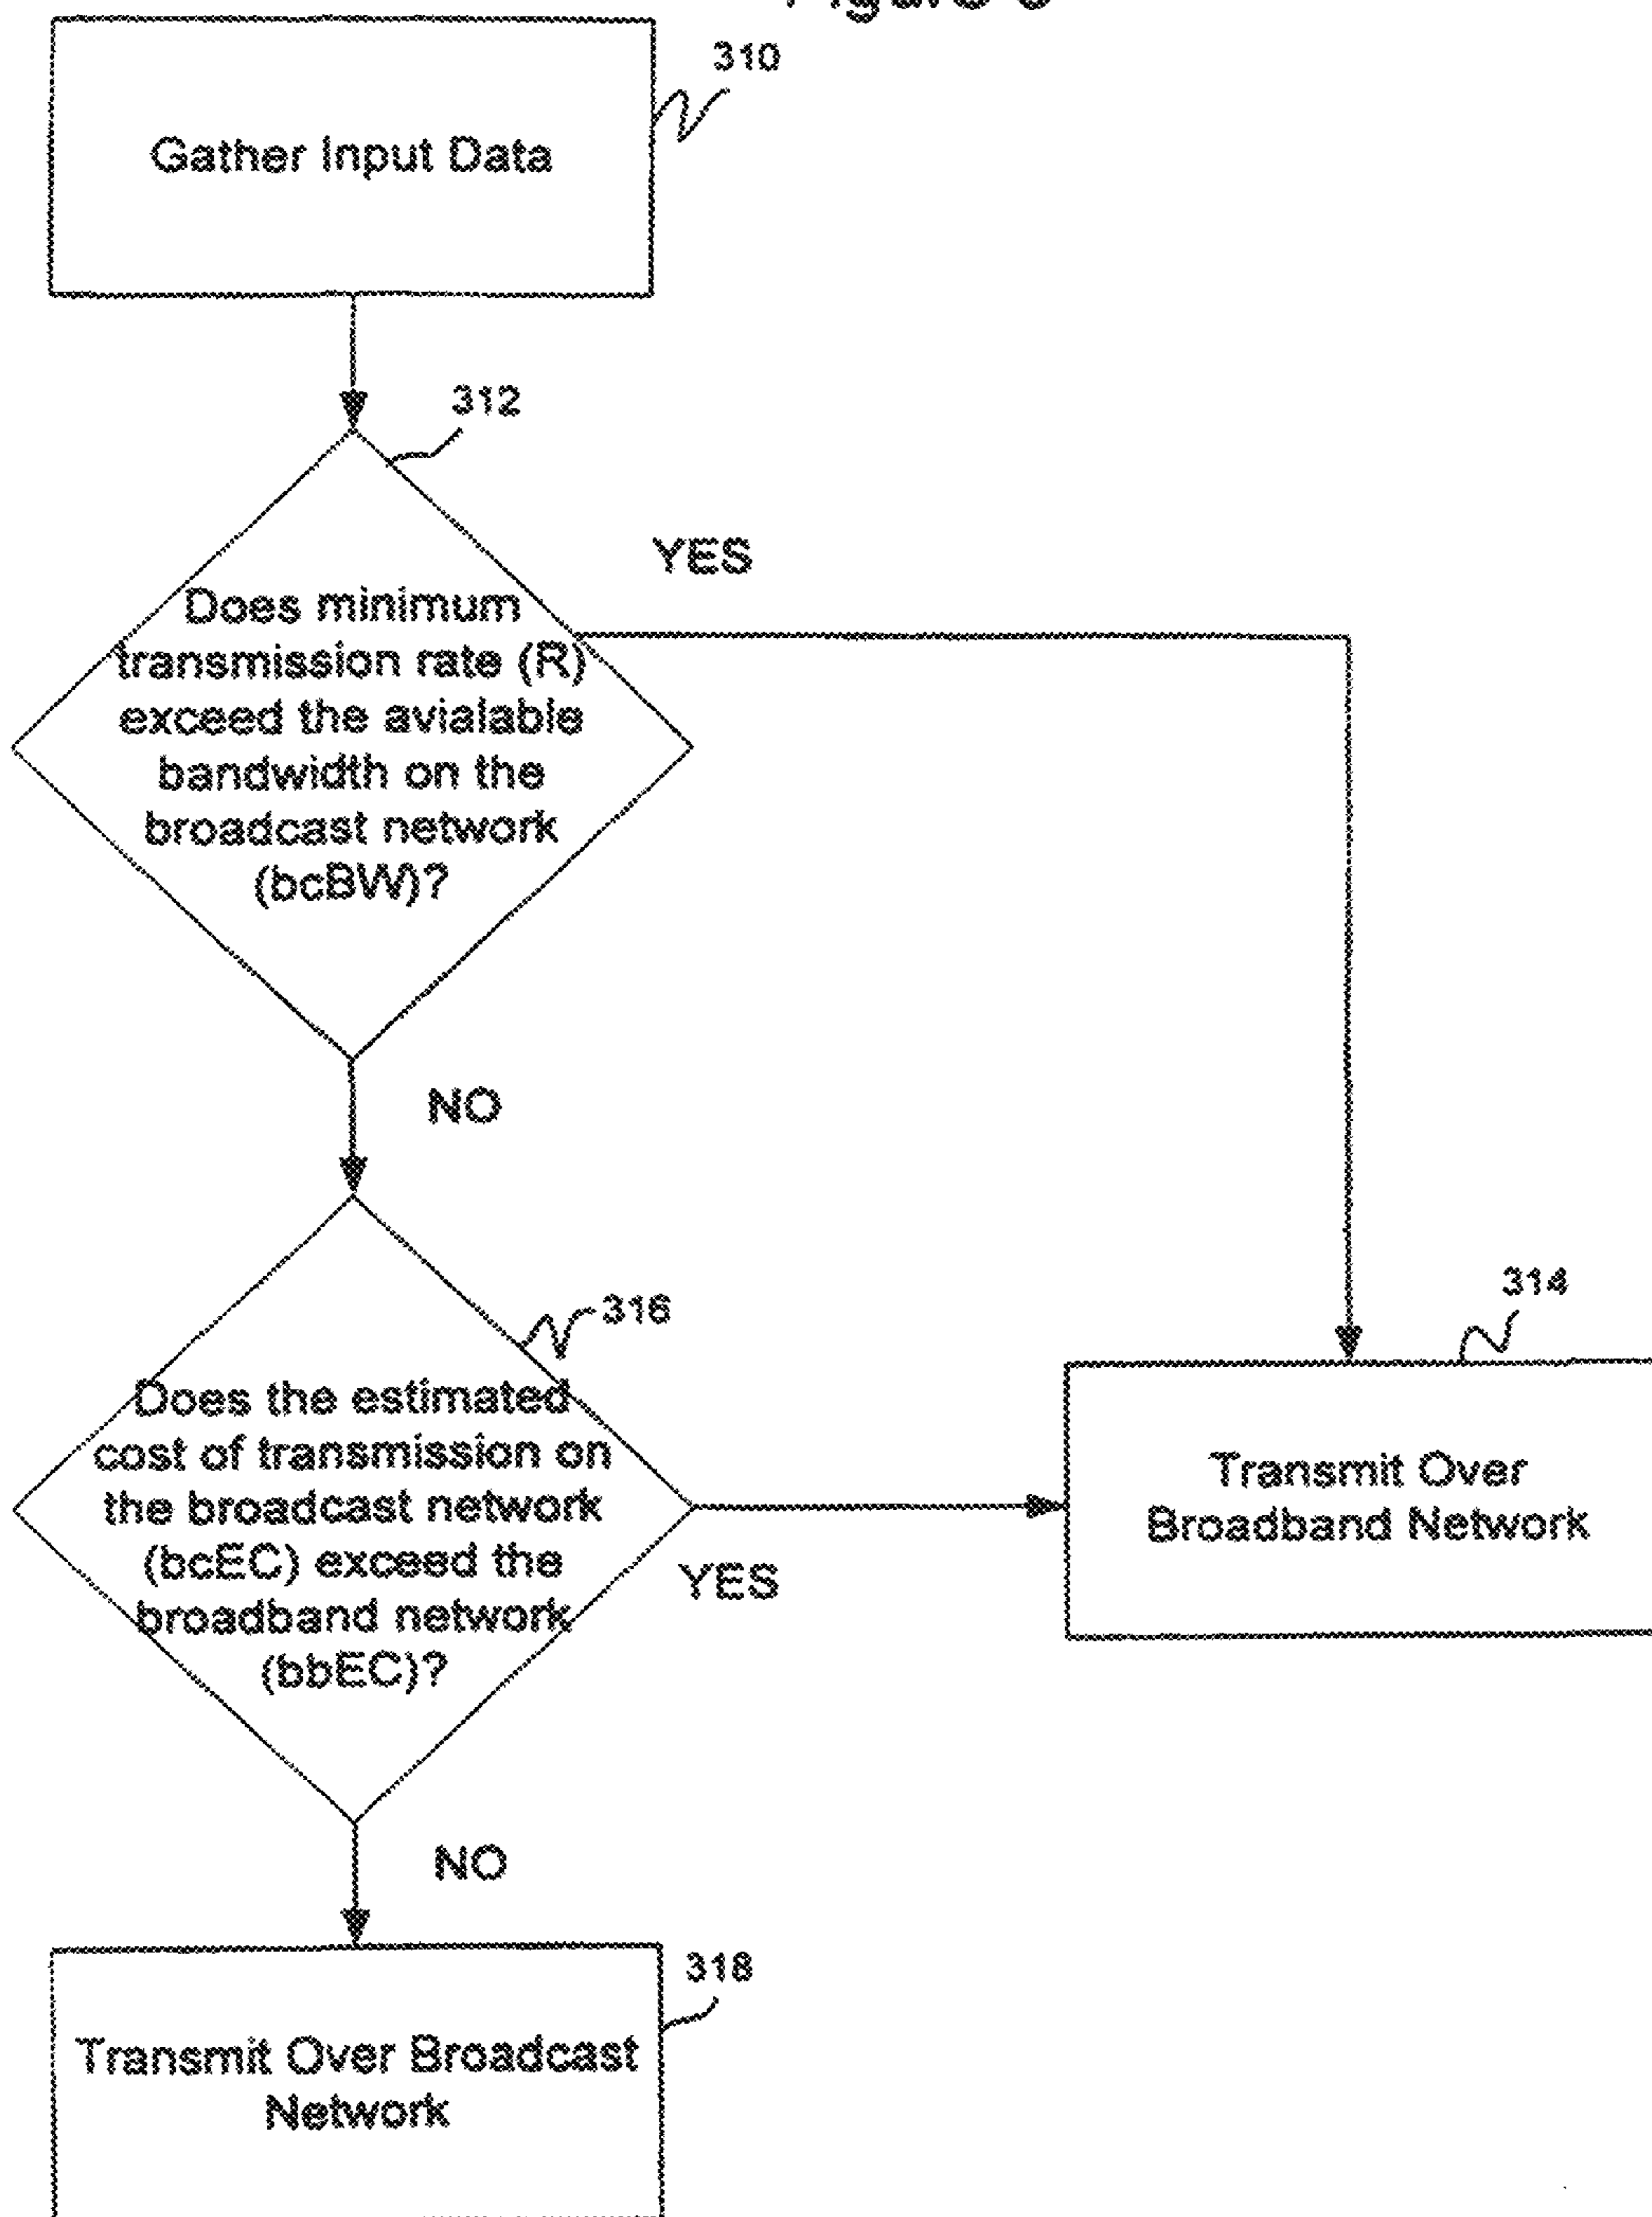 310
Gather Input Data
312
YES
Does minimum
transmission rate (R)
exceed the avialable
bandwidth on the
broadcast network
(bcBW)?
NO
316
314
Does the estimated
cost of transmission on
the broadcast network
(bcEC) exceed the
broadband network
(bbEC)?
YES
Transmit Over
Broadband Network
NO
318
Transmit Over Broadcast
Network